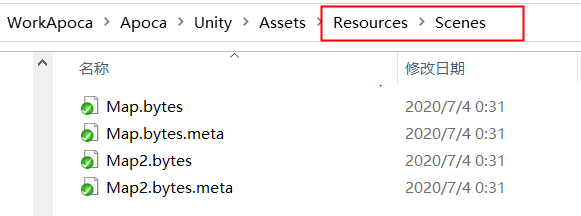 WorkApoca > Apoca > Unity > Assets > Resources > Scenes
名称 修改日期
Map.bytes 2020/7/4 0:31
Map.bytes.meta 2020/7/4 0:31
Map2.bytes 2020/7/4 0:31
Map2.bytes.meta 2020/7/4 0:31